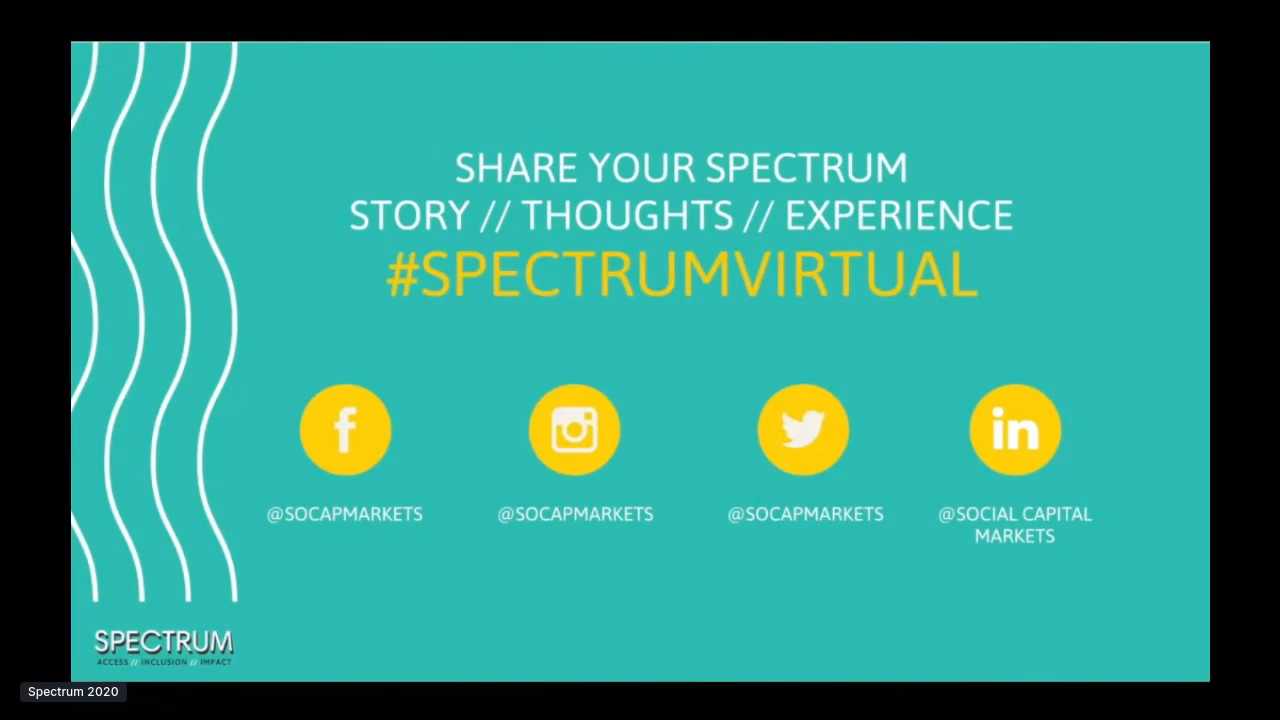 SHARE YOUR SPECTRUM
STORY // THOUGHTS // EXPERIENCE
#SPECTRUMVIRTUAL
@SOCAPMARKETS
@SOCAPMARKETS
@SOCAPMARKETS
@SOCIAL CAPITAL
MARKETS
SPECTRUM
ACCESS // INCLUSION // IMPACT
Spectrum 2020